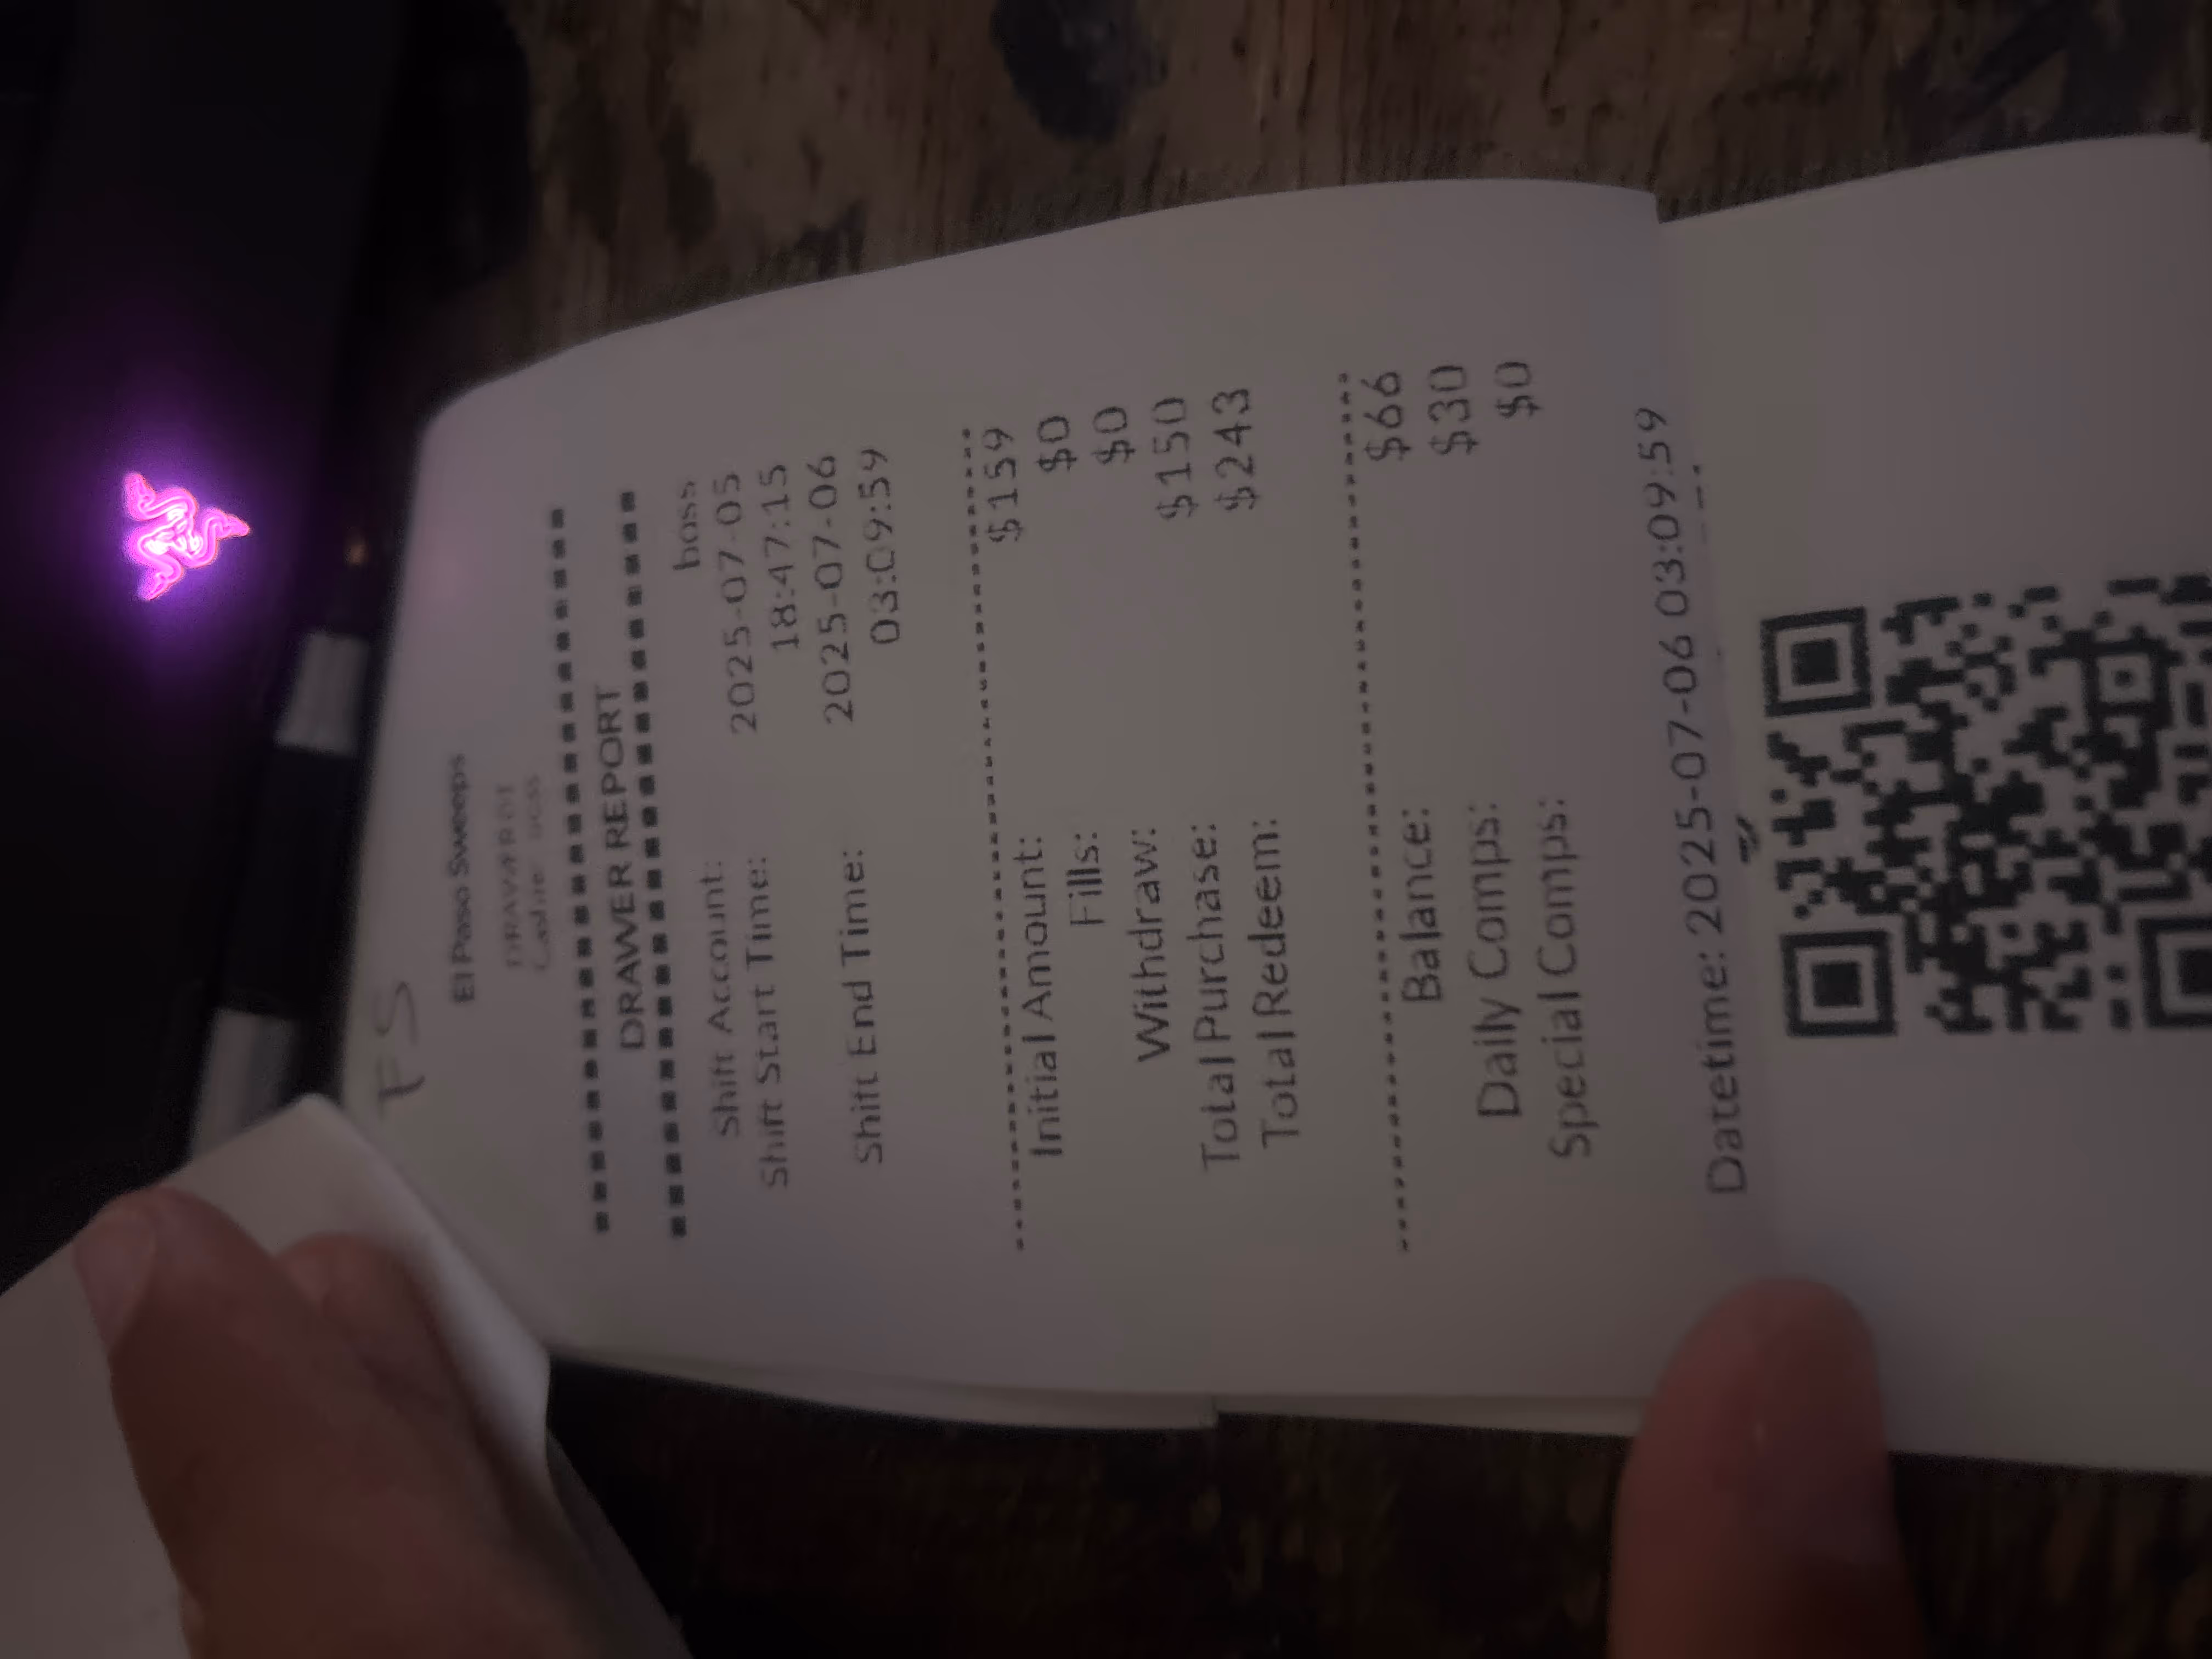 FS
El Paso Sweeps
DRAWER REPORT
Shift Account: boss
Shift Start Time: 2025-07-05
18:47:15
Shift End Time: 2025-07-06
03:09:59
Initial Amount: $159
Fills: $0
Withdraw: $0
Total Purchase: $150
Total Redeem: $243
Balance: $66
Daily Comps: $30
Special Comps: $0
Datetime: 2025-07-06 03:09:59